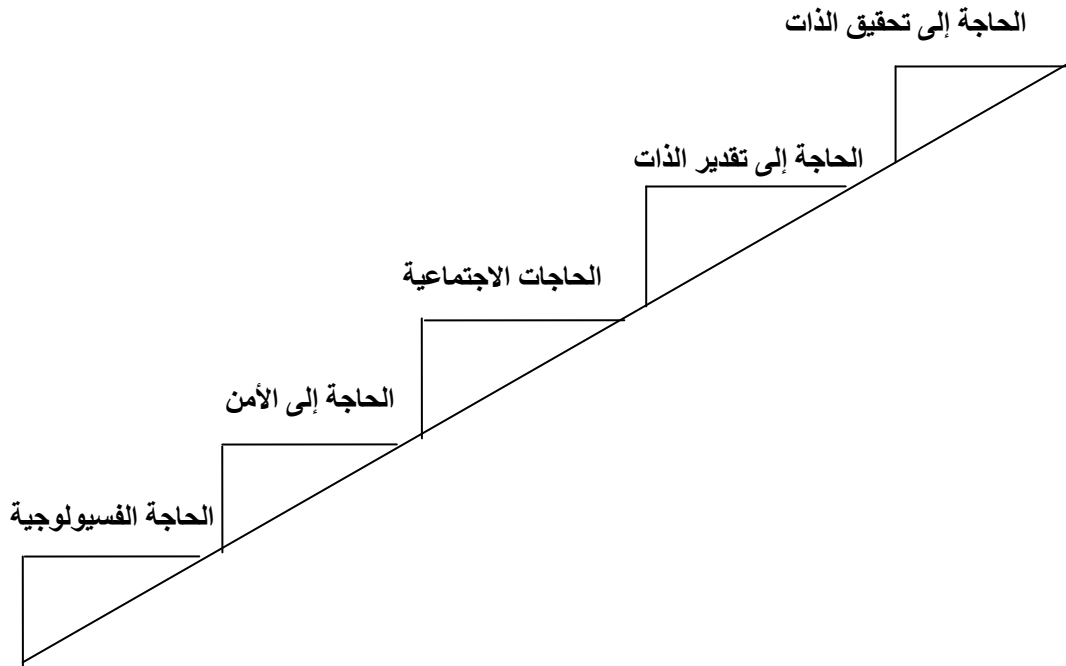 الحاجة إلى تحقيق الذات
الحاجة إلى تقدير الذات
الحاجات الاجتماعية
الحاجة إلى الأمن
الحاجة الفسيولوجية